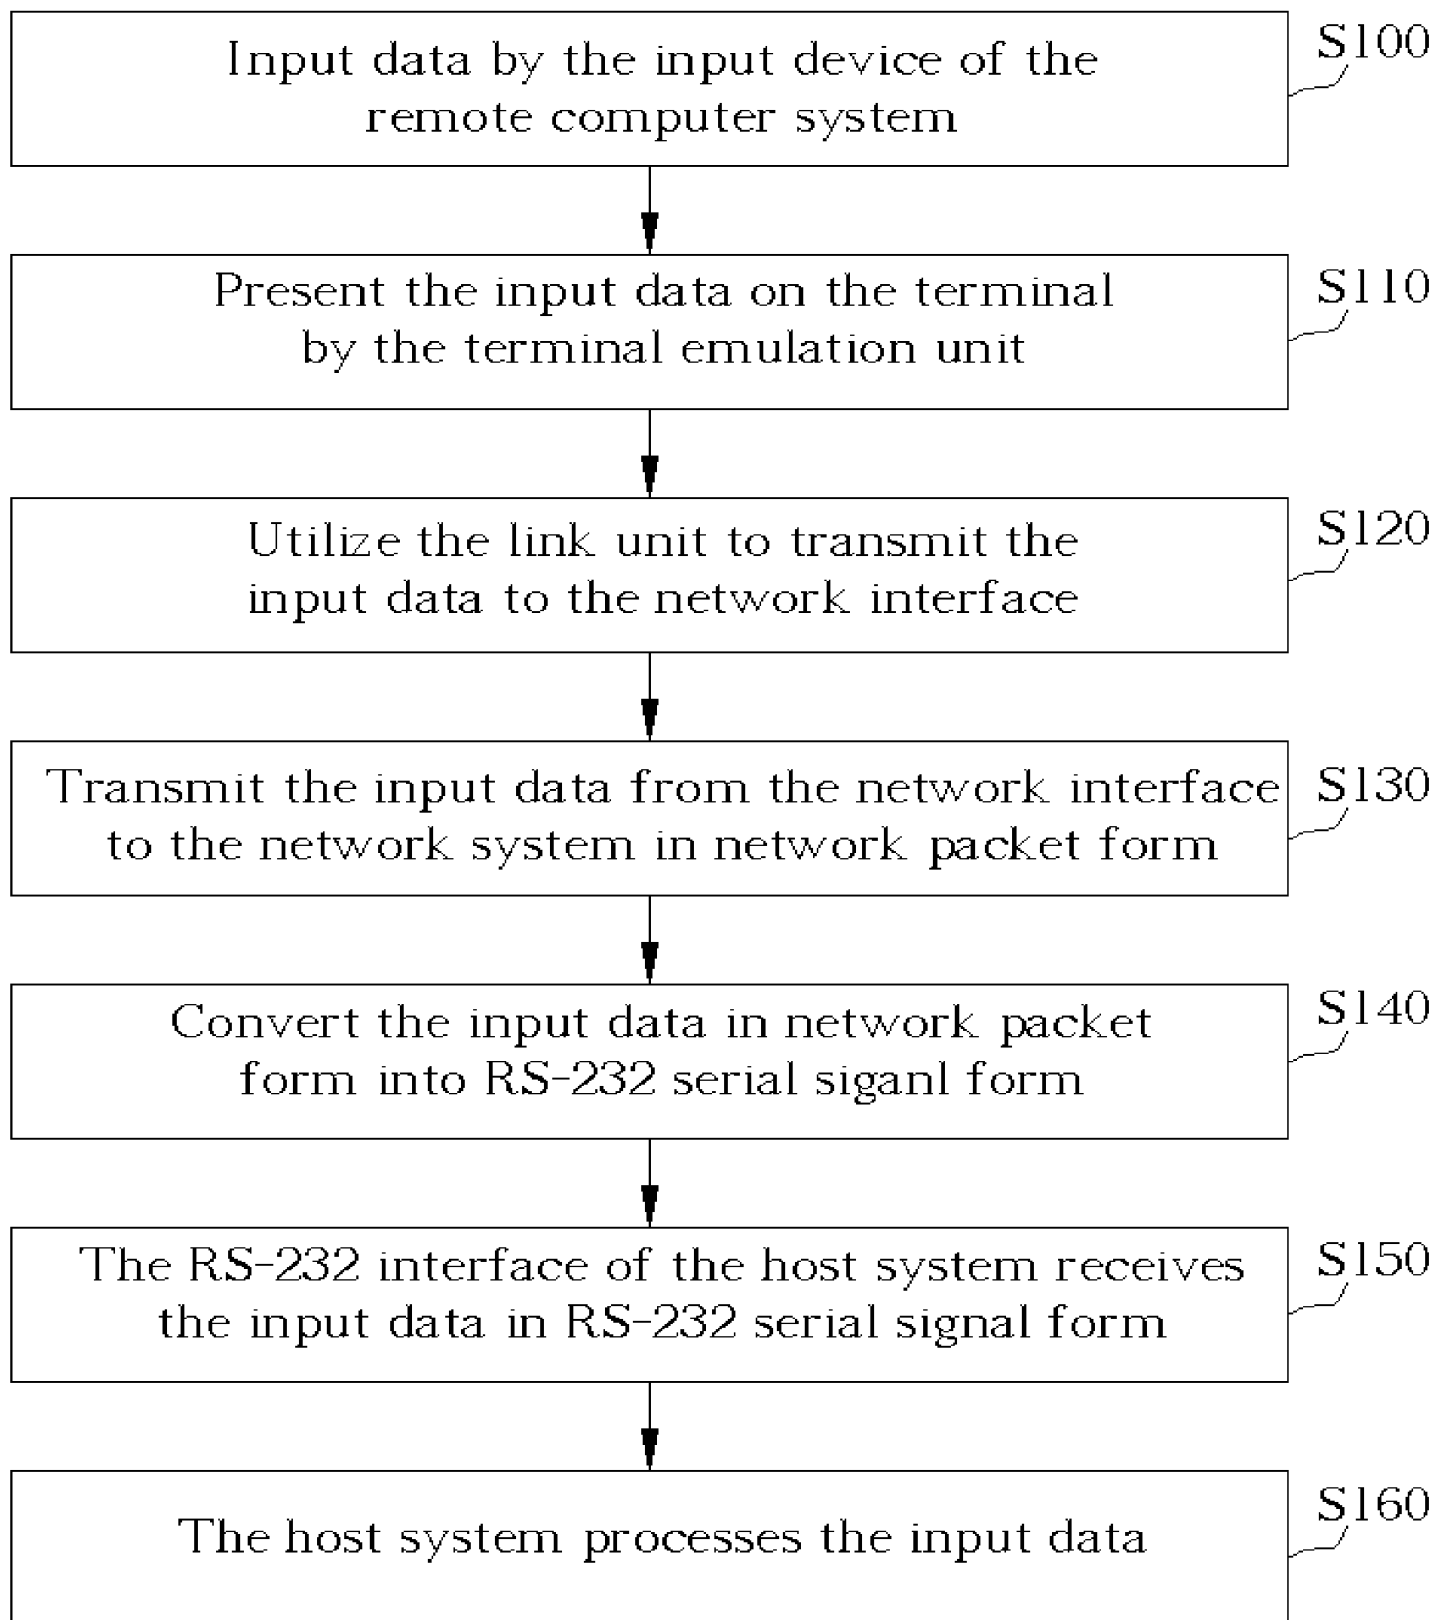 Input data by the input device of the
remote computer system
S100
Present the input data on the terminal
by the terminal emulation unit
S110
Utilize the link unit to transmit the
input data to the network interface
S120
Transmit the input data from the network interface
to the network system in network packet form
S130
Convert the input data in network packet
form into RS-232 serial siganl form
S140
The RS-232 interface of the host system receives
the input data in RS-232 serial signal form
S150
The host system processes the input data
S160